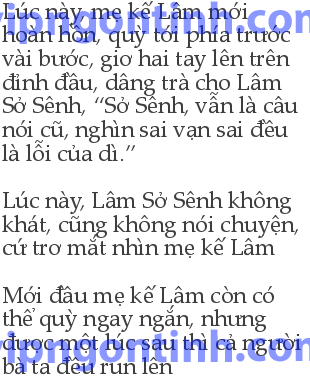 Lúc này, mẹ kế Lâm mới
hoàn hồn, quỳ tới phía trước
vài bước, giơ hai tay lên trên
đỉnh đầu, dâng trà cho Lâm
Sở Sênh, “Sở Sênh, vẫn là câu
nói cũ, nghìn sai vạn sai đều
là lỗi của dì.”
Lúc này, Lâm Sở Sênh không
khát, cũng không nói chuyện,
cứ trơ mắt nhìn mẹ kế Lâm
Mới đầu mẹ kế Lâm còn có
thể quỳ ngay ngắn, nhưng
được một lúc sau thì cả người
bà ta đều run lên